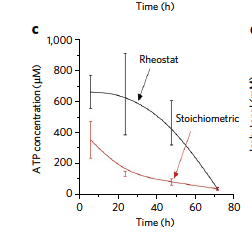 Time (h)
c
1,000
800
600
400
200
0
ATP concentration (μM)
Rheostat
Stoichiometric
0 20 40 60 80
Time (h)